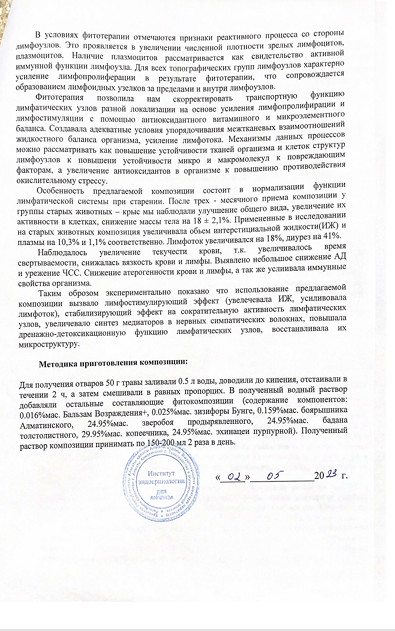 В условиях фитотерапии отмечаются признаки реактивного процесса со стороны
лимфоузлов. Это проявляется в увеличении численной плотности зрелых лимфоцитов,
плазмоцитов. Наличие плазмоцитов рассматривается как свидетельство активной
иммунной функции лимфоузла. Для всех топографических групп лимфоузлов характерно
усиление лимфопролиферации в результате фитотерапии, что сопровождается
образованием лимфоидных узелков за пределами и внутри лимфоузлов.
Фитотерапия позволила нам скорректировать транспортную функцию
лимфатических узлов разной локализации на основе усиления лимфопролифирации и
лимфостимуляции с помощью антиоксидантного витаминного и микроэлементного
баланса. Создавала адекватные условия упорядочивания межтканевых взаимоотношений
жидкостного баланса организма, усиление лимфотока. Механизмы данных процессов
можно рассматривать как повышение устойчивости тканей организма и клеток структур
лимфоузлов к повышени устойчивости микро и макромолекул к повреждающим
факторам, а увеличение антиоксидантов в организме к повышению противодействия
окислительному стрессу.
Особенность предлагаемой композиции состоит в нормализации функции
лимфатической системы при старении. После трех - месячного приема композиции у
группы старых животных – крыс мы наблюдали улучшение общего вида, увеличение их
активности в клетках, снижение массы тела на 18 ± 2,1%. Примененные в исследовании
на старых животных композиция увеличивала объем интерстициальной жидкости(ИЖ) и
плазмы на 10,3% и 1,1% соответственно. Лимфоток увеличился на 18%, диурез на 41%.
Наблюдалось увеличение текучести крови, т.к. увеличивалось время
свертываемости, снижалась вязкость крови и лимфы. Выявлено небольшое снижение АД
и урежение ЧСС. Снижение атерогенности крови и лимфы, а так же услиивала иммунные
свойства организма.
Таким оброзом экспериментально показано что использование предлагаемой
композиции вызвало лимфостимулирующий эффект (увелечевала ИЖ, усиливовала
лимфоток), стабилизирующий эффект на сократительную активность лимфатических
узлов, увеличевало синтез медиаторов в нервных симпатических волокнах, повышала
дренажно-детоксикационную функцию лимфатических узлов, восстанвливала их
микроструктуру.
Методика приготовления композиции:
Для получения отваров 50 г травы заливали 0.5 л воды, доводили до кипения, отстаивали в
течении 2 ч, а затем смешивали в равных пропорциях. В полученный водный раствор
добавляли остальные составляющие фитокомпозиции (содержание компонентов:
0.016%мас. Бальзам Возраждения+, 0.025%мас. зизифоры Бунге, 0.159%мас. боярышника
Алматинского, 24.95%мас. зверобоя продырявленного, 24.95%мас. бадана
толстолистного, 29.95%мас. копеечника, 24.95%мас. эхинацеи пурпурной). Полученный
раствор композиции принимать по 150-200 мл 2 раза в день.
« 02 » 05 2023 г.
Институт